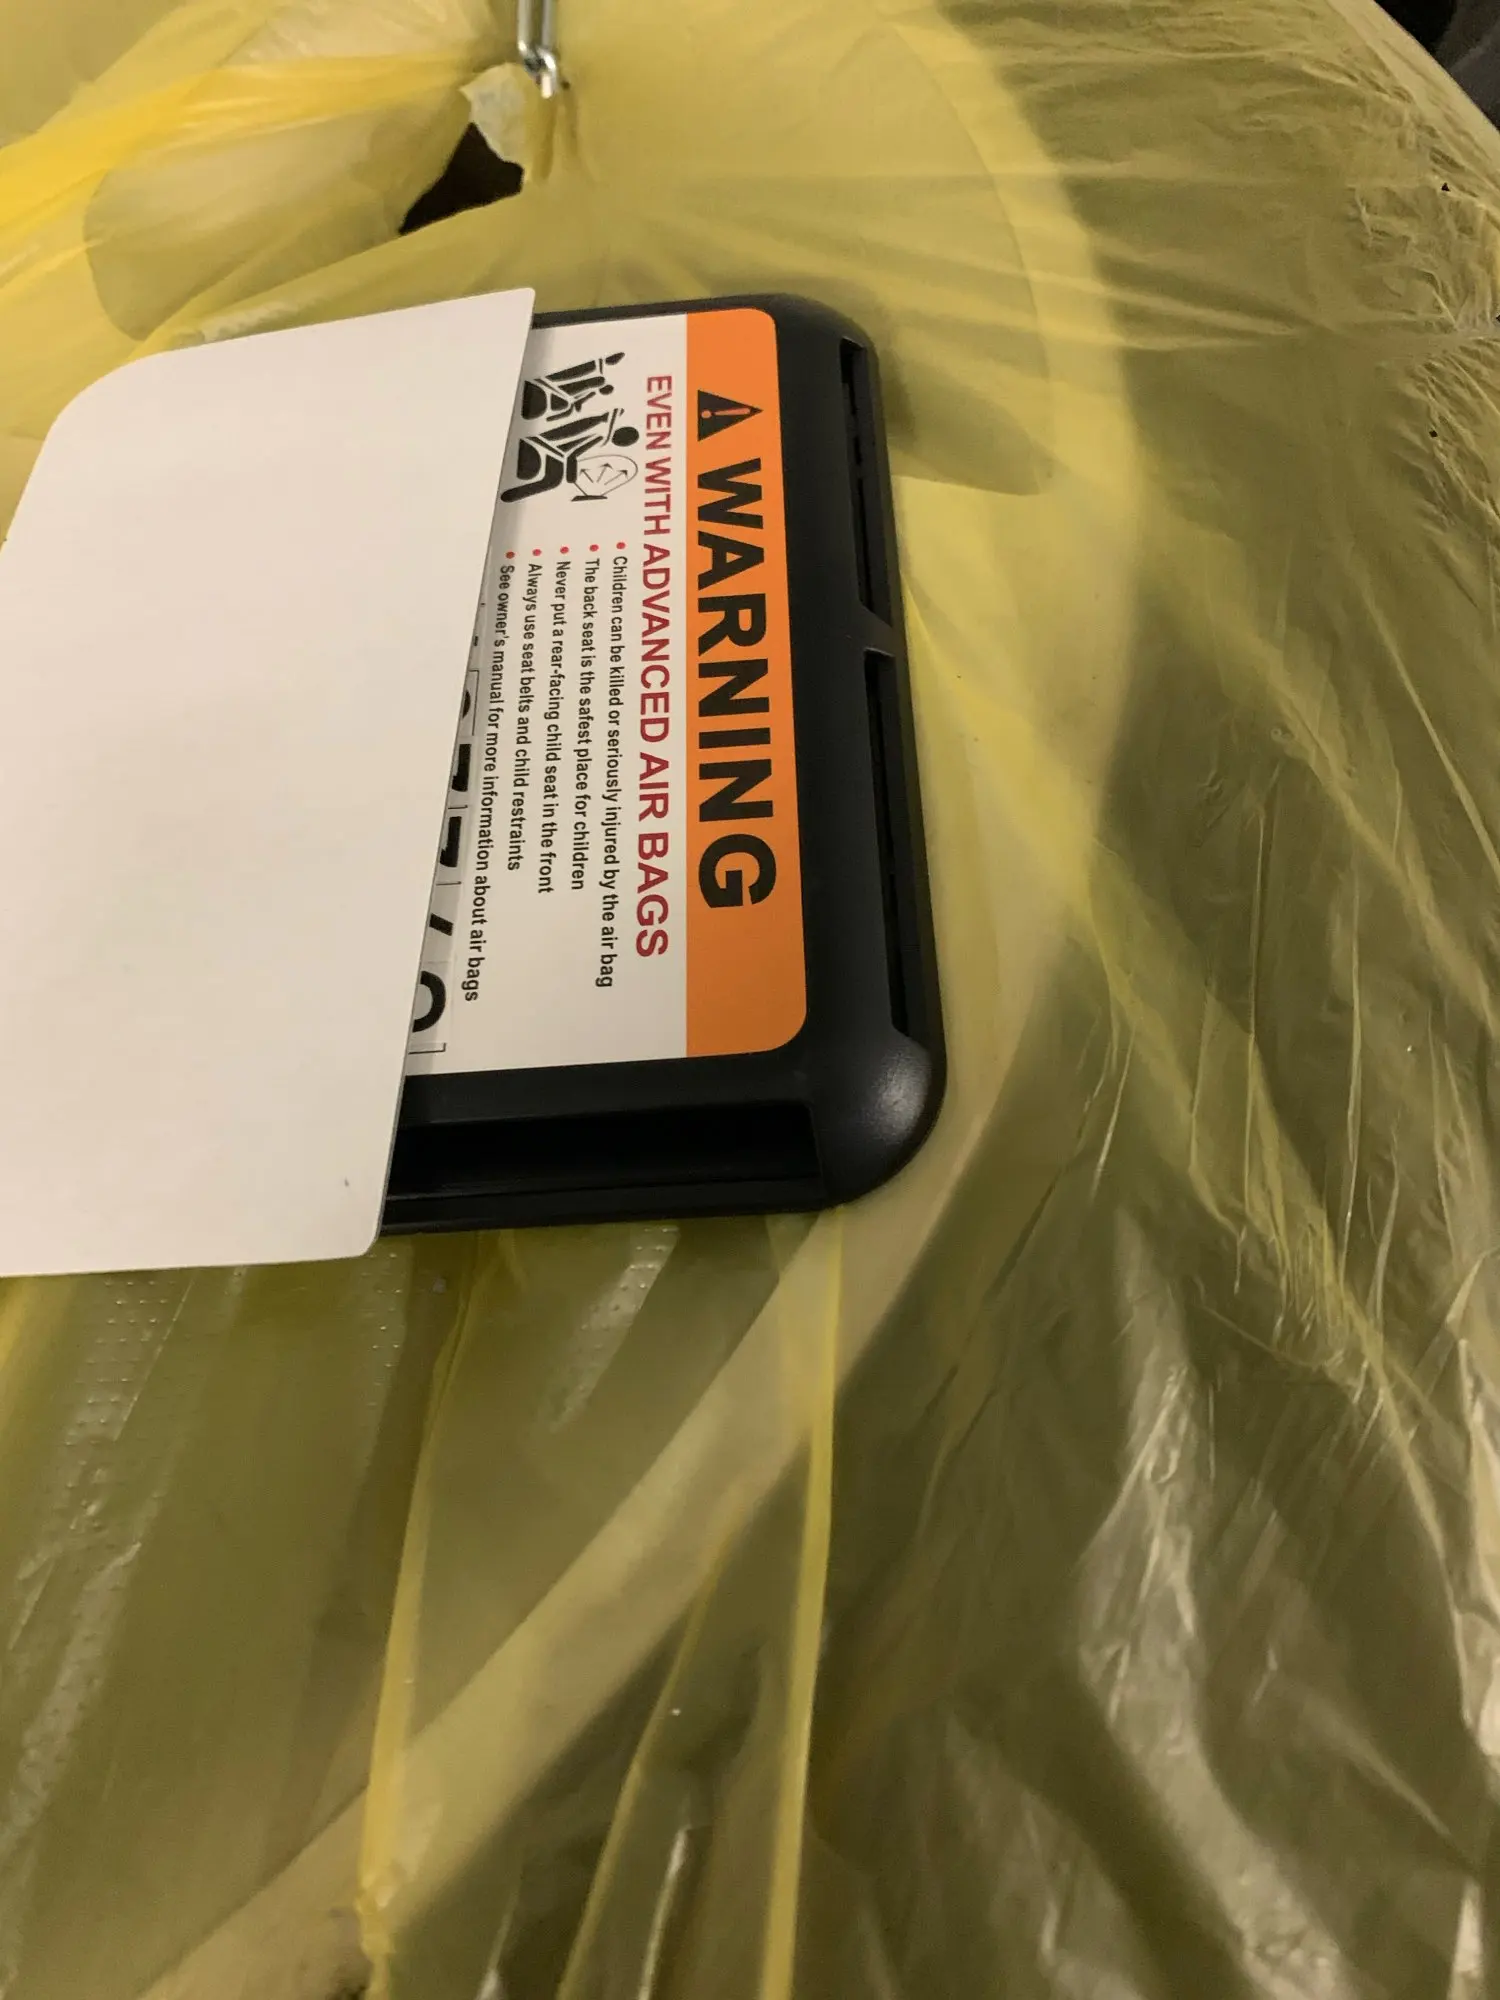 WARNING
EVEN WITH ADVANCED AIR BAGS
Children can be killed or seriously injured by the air bag
The back seat is the safest place for children
Never put a rear-facing child seat in the front
Always use seat belts and child restraints
See owner's manual for more information about air bags